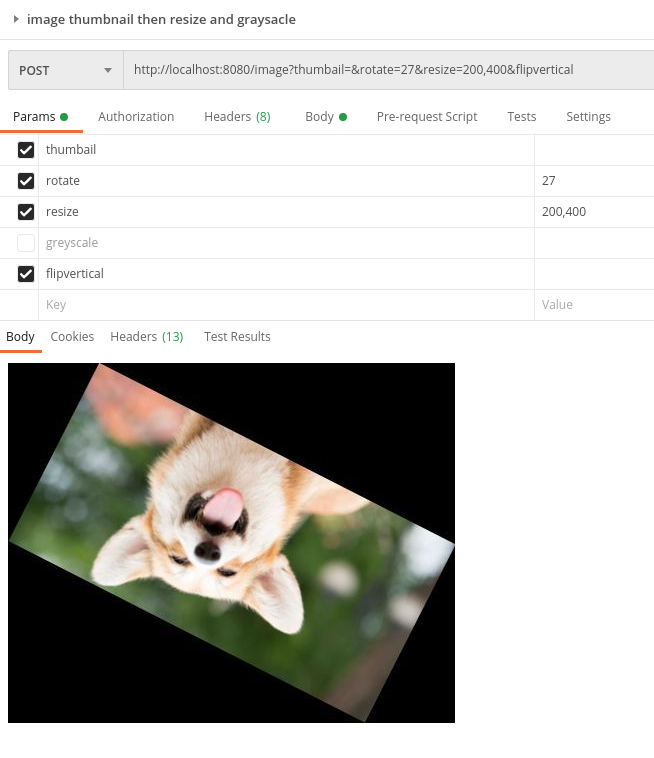 image thumbnail then resize and graysacle
POST http://localhost:8080/image?thumbail=&rotate=27&resize=200,400&flipvertical
Params Authorization Headers (8) Body Pre-request Script Tests Settings
thumbail
rotate 27
resize 200,400
greyscale
flipvertical
Key Value
Body Cookies Headers (13) Test Results